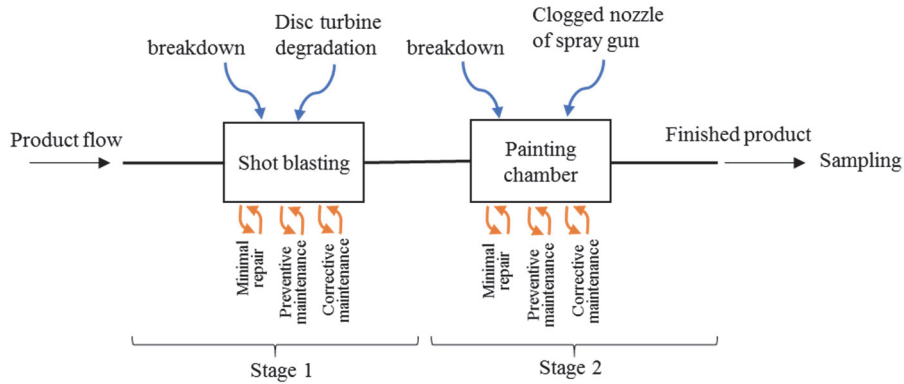 breakdown
Disc turbine
degradation
breakdown
Clogged nozzle
of spray gun
Product flow
Shot blasting
Painting
chamber
Finished product
Sampling
Minimal
repair
Preventive
maintenance
Corrective
maintenance
Minimal
repair
Preventive
maintenance
Corrective
maintenance
Stage 1
Stage 2